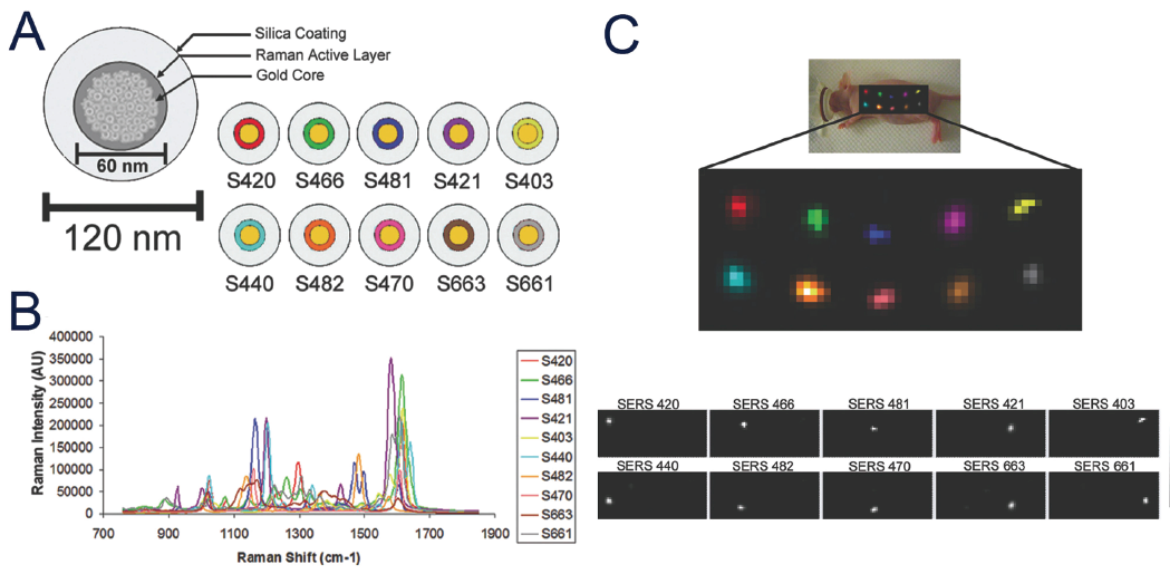 A
Silica Coating
Raman Active Layer
Gold Core
60 nm
120 nm
S420 S466 S481 S421 S403
S440 S482 S470 S663 S661
B
Raman Intensity (AU)
400000
350000
300000
250000
200000
150000
100000
50000
0
700 900 1100 1300 1500 1700 1900
Raman Shift (cm-1)
S420
S466
S481
S421
S403
S440
S482
S470
S663
S661
C
SERS 420 SERS 466 SERS 481 SERS 421 SERS 403
SERS 440 SERS 482 SERS 470 SERS 663 SERS 661